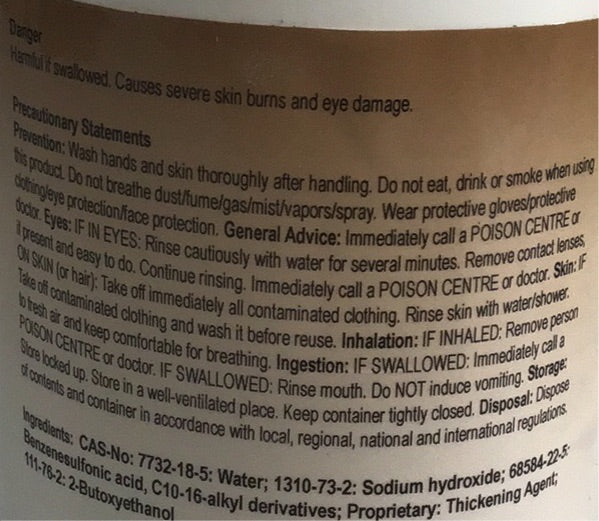 Danger
Harmful if swallowed. Causes severe skin burns and eye damage.
Precautionary Statements
Prevention: Wash hands and skin thoroughly after handling. Do not eat, drink or smoke when using
this product. Do not breathe dust/fume/gas/mist/vapors/spray. Wear protective gloves/protective
clothing/eye protection/face protection. General Advice: Immediately call a POISON CENTRE or
doctor. Eyes: IF IN EYES: Rinse cautiously with water for several minutes. Remove contact lenses,
if present and easy to do. Continue rinsing. Immediately call a POISON CENTRE or doctor. Skin: IF
ON SKIN (or hair): Take off immediately all contaminated clothing. Rinse skin with water/shower.
Take off contaminated clothing and wash it before reuse. Inhalation: IF INHALED: Remove person
to fresh air and keep comfortable for breathing. Ingestion: IF SWALLOWED: Immediately call a
POISON CENTRE or doctor. IF SWALLOWED: Rinse mouth. Do NOT induce vomiting. Storage:
Store locked up. Store in a well-ventilated place. Keep container tightly closed. Disposal: Dispose
of contents and container in accordance with local, regional, national and international regulations.
Ingredients: CAS-No: 7732-18-5: Water; 1310-73-2: Sodium hydroxide; 68584-22-5:
Benzenesulfonic acid, C10-16-alkyl derivatives; Proprietary: Thickening Agent;
111-76-2: 2-Butoxyethanol